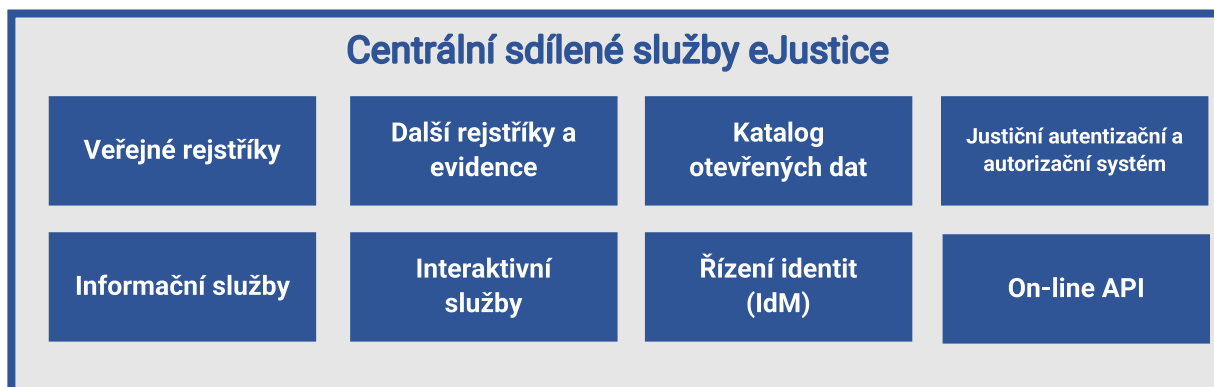 Centrální sdílené služby eJustice
Veřejné rejstříky
Další rejstříky a
evidence
Katalog
otevřených dat
Justiční autentizační a
autorizační systém
Informační služby
Interaktivní
služby
Řízení identit
(IdM)
On-line API